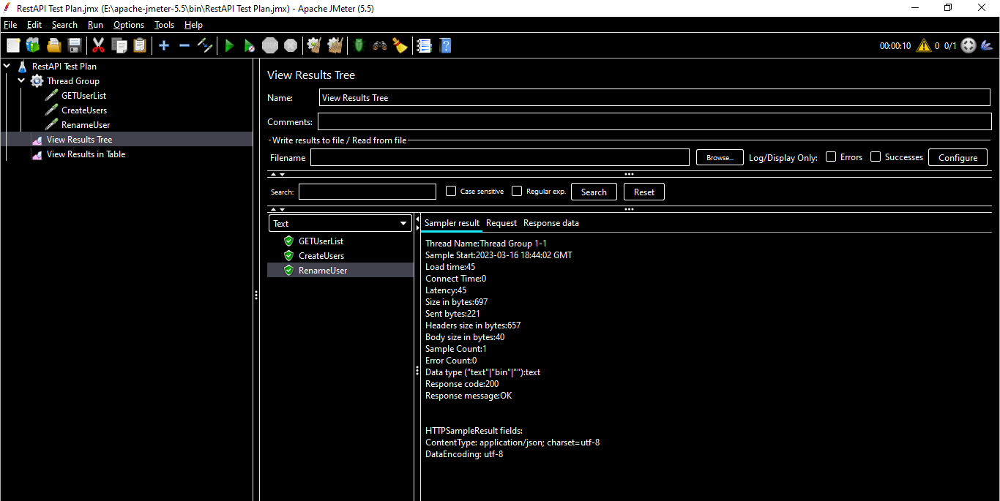 RestAPI Test Plan.jmx (E:\apache-jmeter-5.5\bin\RestAPI Test Plan.jmx) - Apache JMeter (5.5)
File Edit Search Run Options Tools Help
00:00:10 0 0/1
RestAPI Test Plan
Thread Group
GETUserList
CreateUsers
RenameUser
View Results Tree
View Results in Table
View Results Tree
Name: View Results Tree
Comments:
Write results to file / Read from file
Filename Browse... Log/Display Only: Errors Successes Configure
Search: Case sensitive Regular exp. Search Reset
Text
GETUserList
CreateUsers
RenameUser
Sampler result Request Response data
Thread Name:Thread Group 1-1
Sample Start:2023-03-16 18:44:02 GMT
Load time:45
Connect Time:0
Latency:45
Size in bytes:697
Sent bytes:221
Headers size in bytes:657
Body size in bytes:40
Sample Count:1
Error Count:0
Data type ("text"|"bin"|""):text
Response code:200
Response message:OK
HTTPSampleResult fields:
ContentType: application/json; charset=utf-8
DataEncoding: utf-8